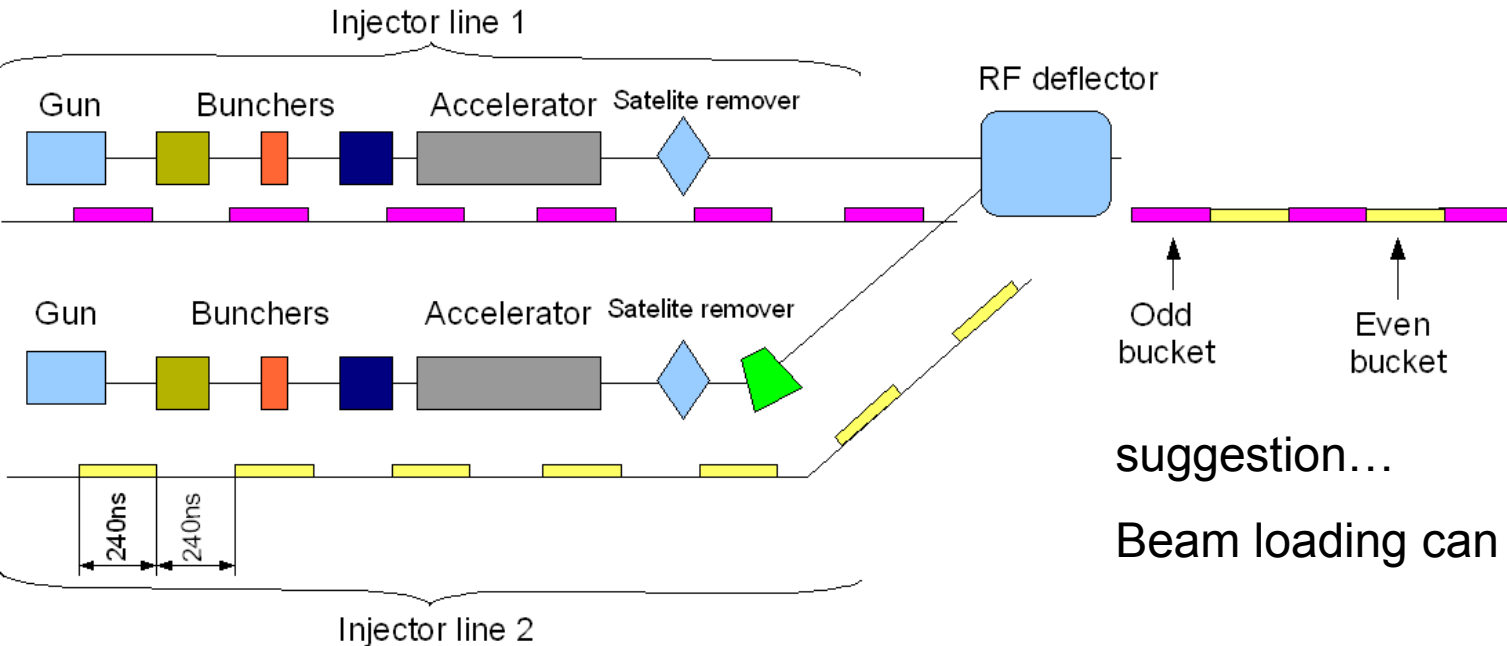 Injector line 1
RF deflector
Gun
Bunchers
Accelerator
Satelite remover
Odd
bucket
Even
bucket
Gun
Bunchers
Accelerator
Satelite remover
240ns
240ns
Injector line 2
suggestion…
Beam loading can